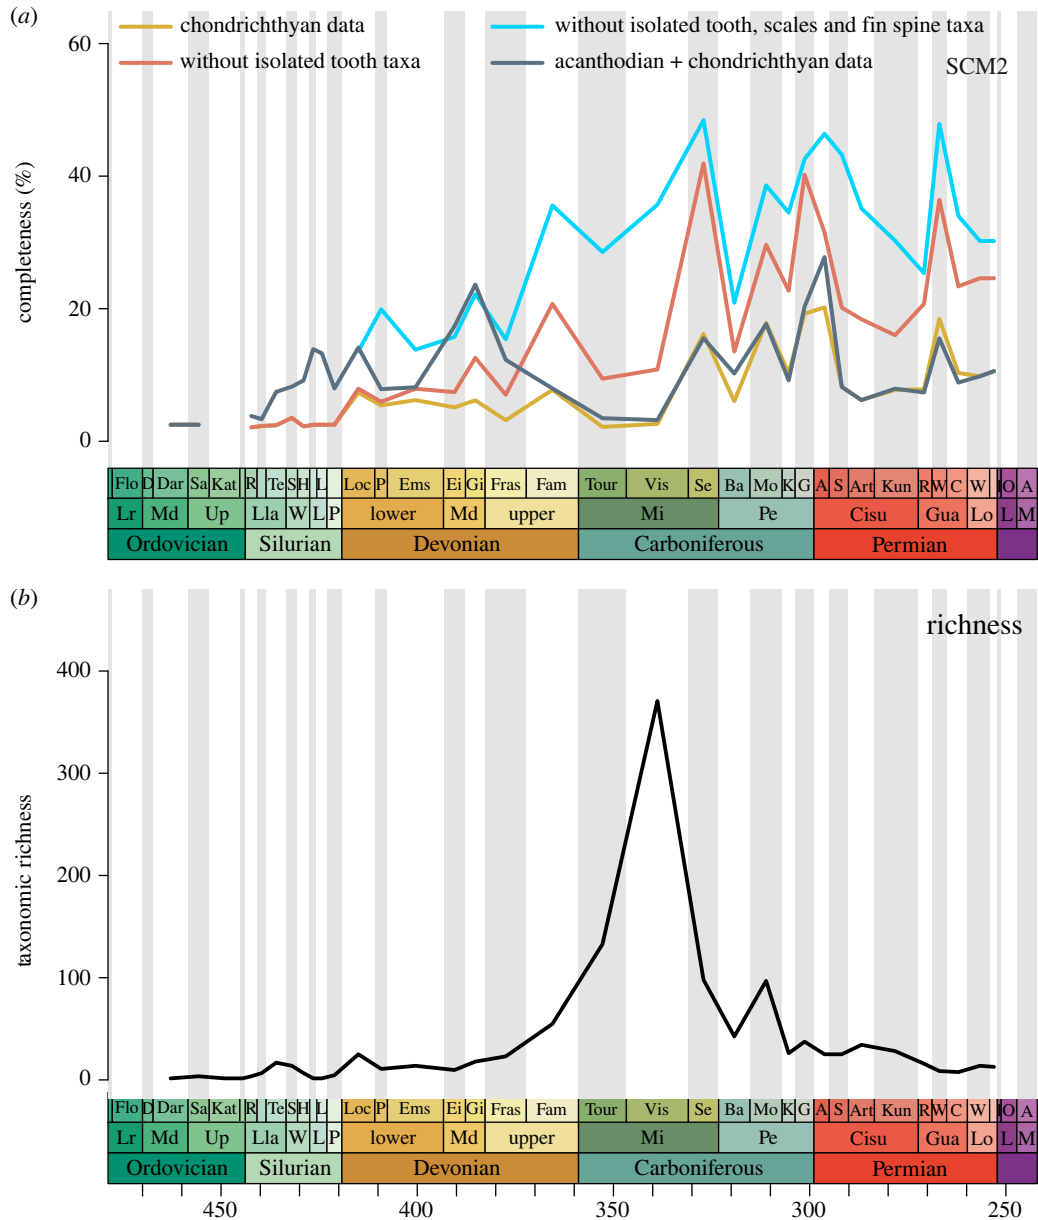 (a)
chondrichthyan data
without isolated tooth, scales and fin spine taxa
without isolated tooth taxa
acanthodian + chondrichthyan data
SCM2
completeness (%)
60
40
20
0
Flo D Dar Sa Kat R Te S H L Loc P Ems Ei Gi Fras Fam Tour Vis Se Ba Mo K G A S Art Kun R W C W IO A
Lr Md Up Lla W L P lower Md upper Mi Pe Cisu Gua Lo L M
Ordovician Silurian Devonian Carboniferous Permian
(b)
richness
taxonomic richness
400
300
200
100
0
Flo D Dar Sa Kat R Te S H L Loc P Ems Ei Gi Fras Fam Tour Vis Se Ba Mo K G A S Art Kun R W C W IO A
Lr Md Up Lla W L P lower Md upper Mi Pe Cisu Gua Lo L M
Ordovician Silurian Devonian Carboniferous Permian
450 400 350 300 250